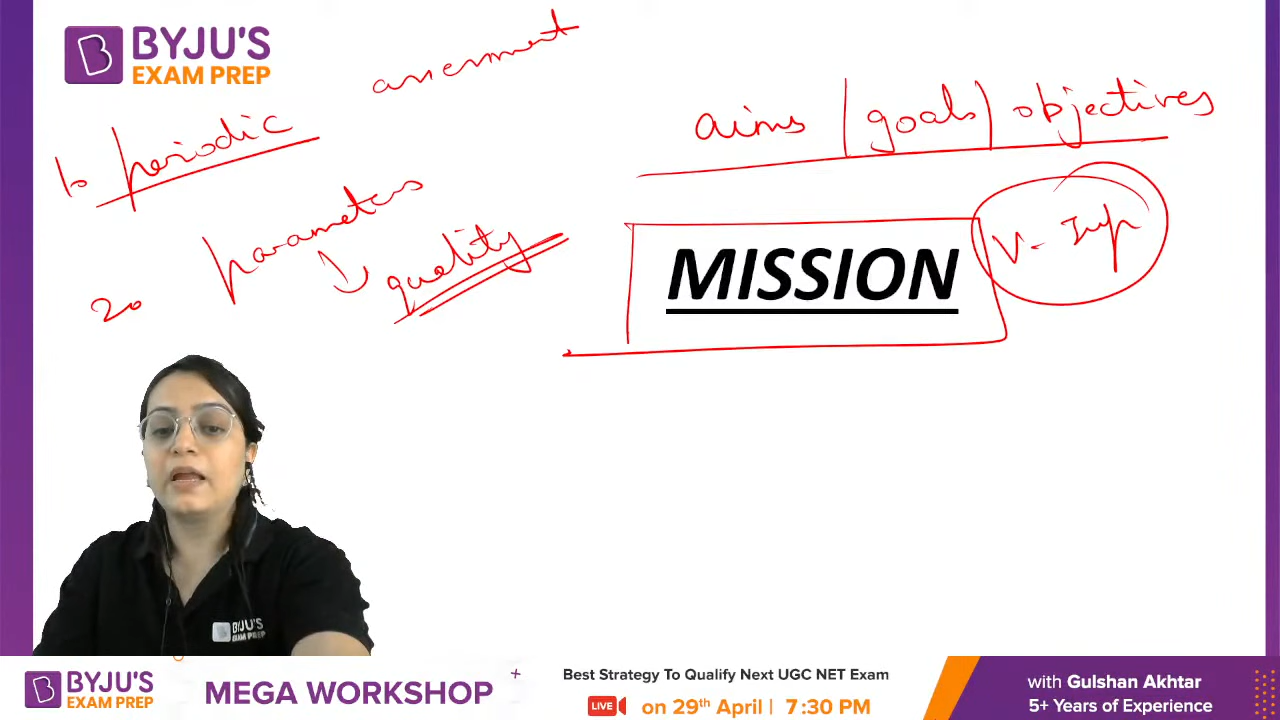 BYJU'S
EXAM PREP
assessment
1. periodic
parameters
quality
2.
aims | goals | objectives
MISSION
V. Imp
BYJU'S
EXAM PREP
BYJU'S
EXAM PREP
MEGA WORKSHOP
Best Strategy To Qualify Next UGC NET Exam
LIVE on 29th April | 7:30 PM
with Gulshan Akhtar
5+ Years of Experience